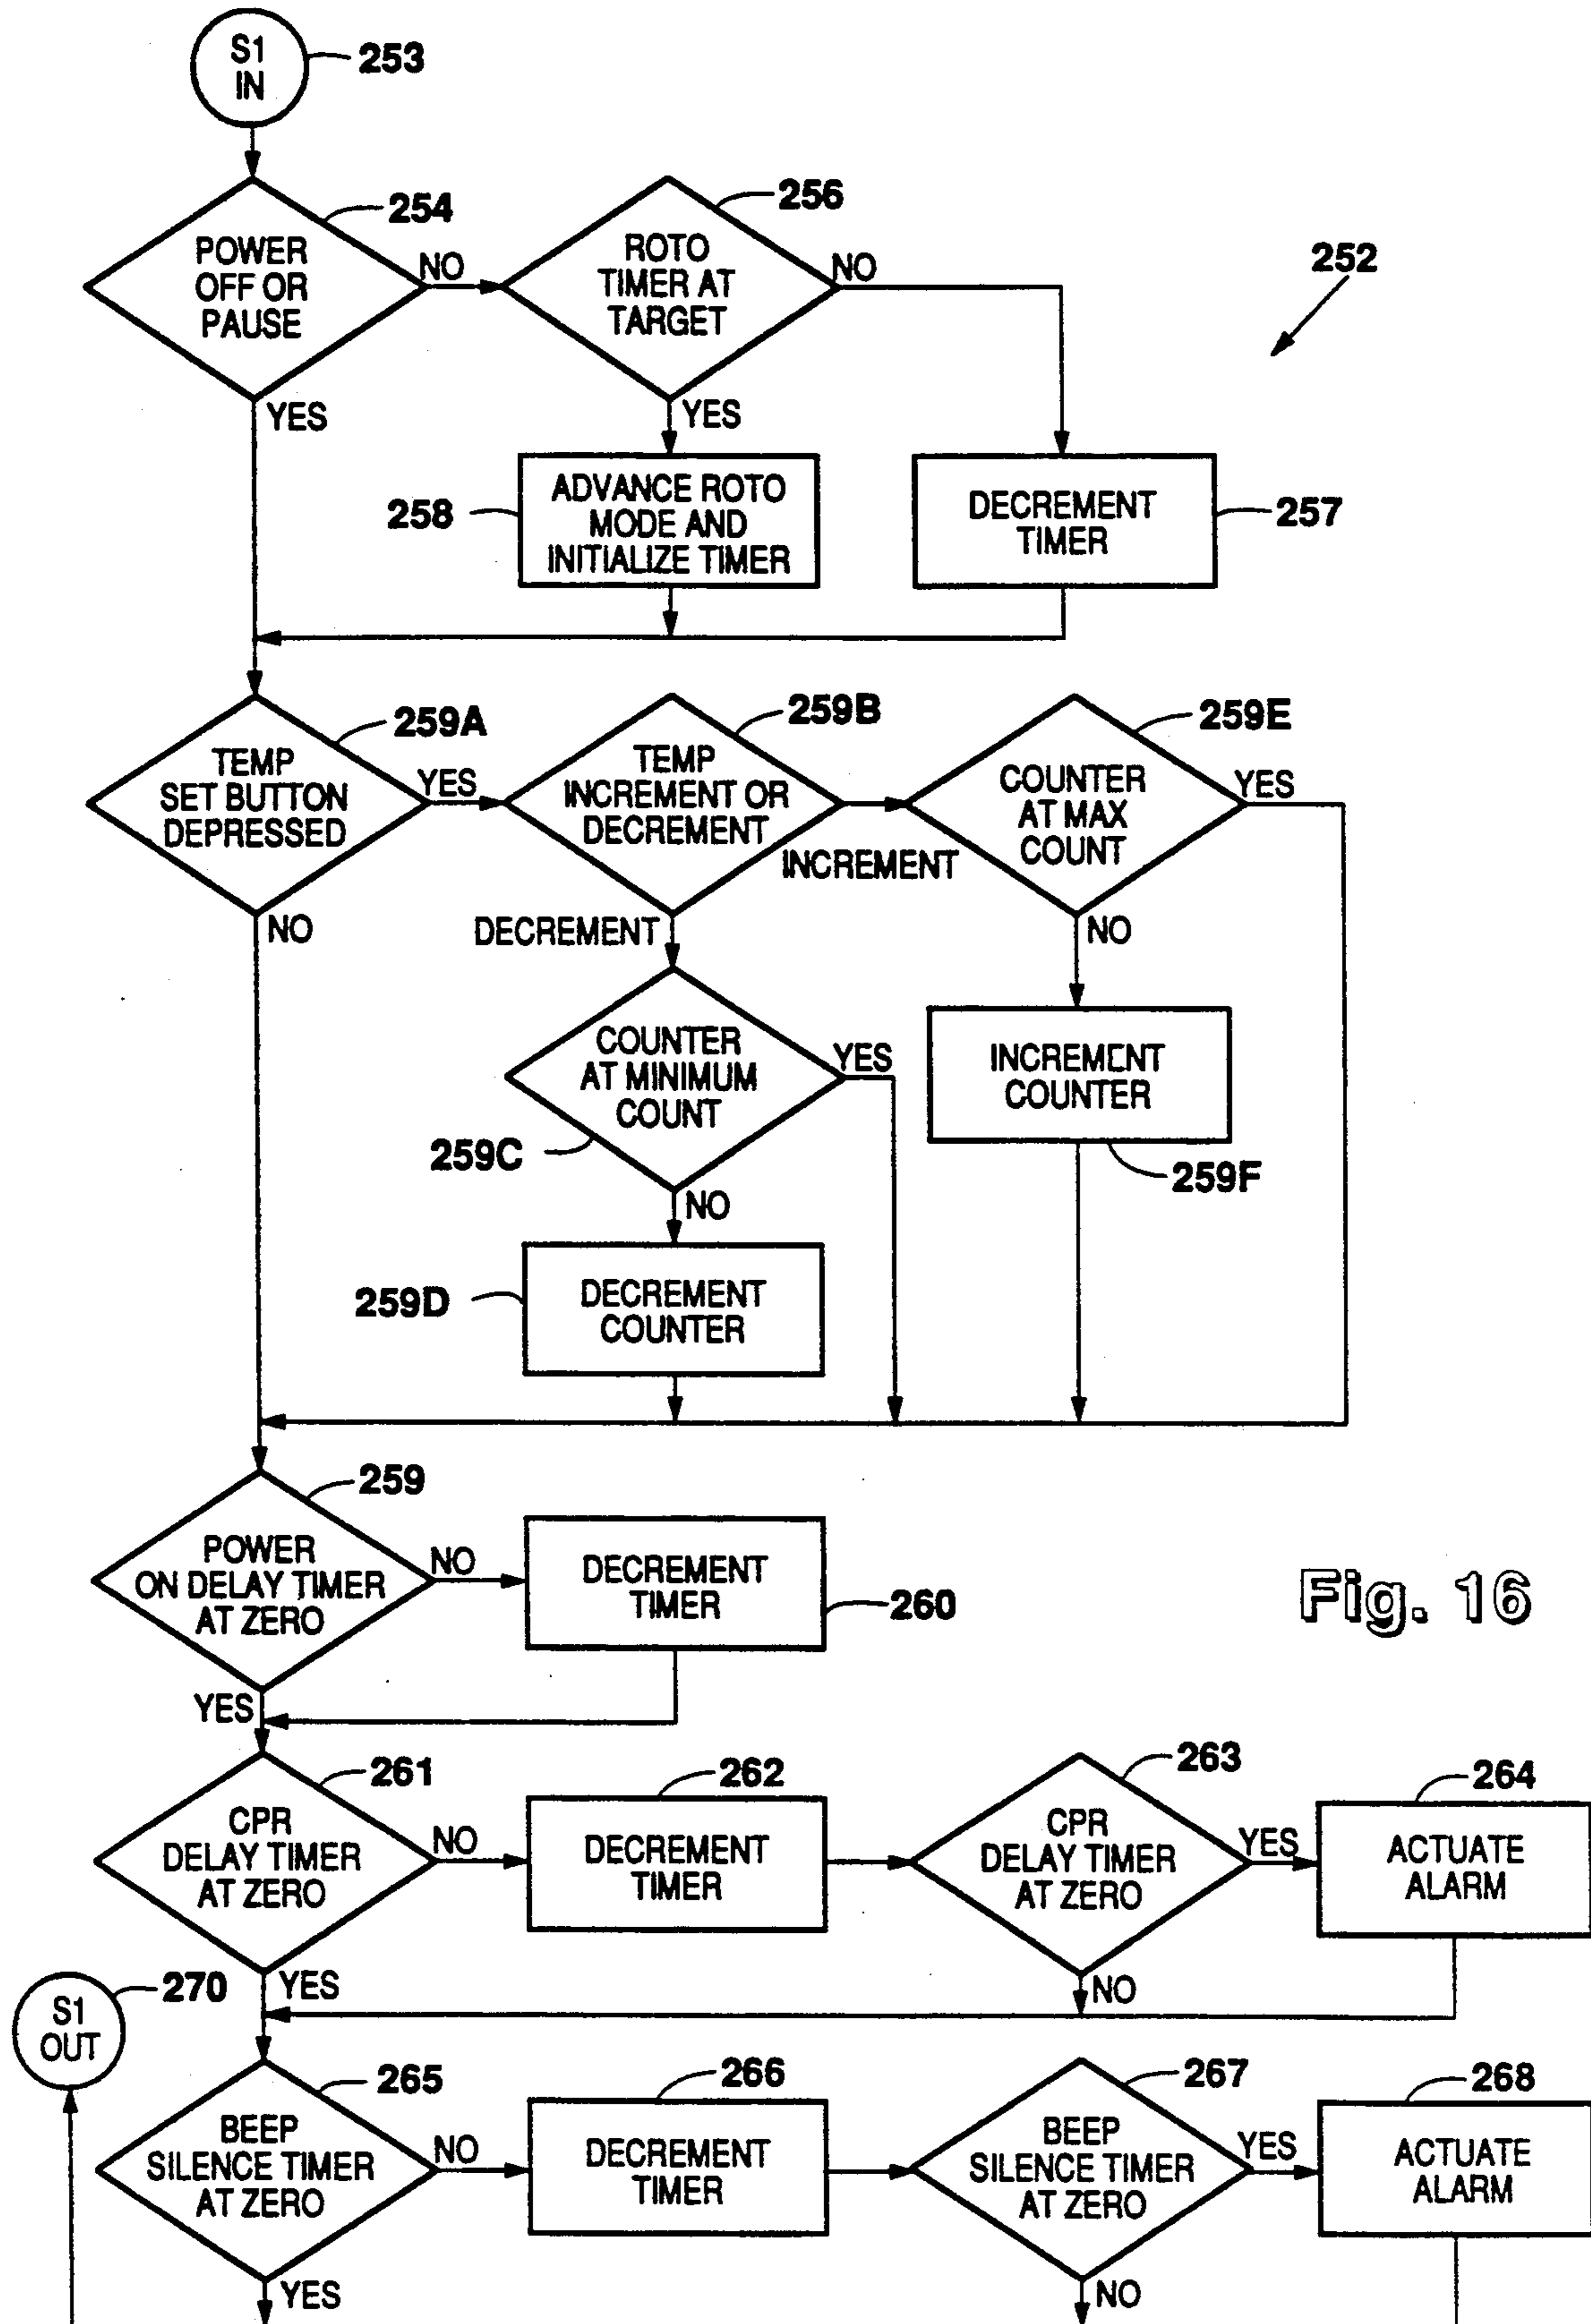 S1
IN
253
POWER
OFF OR
PAUSE
254
NO
YES
ROTO
TIMER AT
TARGET
256
NO
YES
252
258
ADVANCE ROTO
MODE AND
INITIALIZE TIMER
DECREMENT
TIMER
257
TEMP
SET BUTTON
DEPRESSED
259A
YES
NO
TEMP
INCREMENT OR
DECREMENT
259B
INCREMENT
DECREMENT
COUNTER
AT MAX
COUNT
259E
YES
NO
COUNTER
AT MINIMUM
COUNT
YES
259C
NO
INCREMENT
COUNTER
259F
259D
DECREMENT
COUNTER
259
POWER
ON DELAY TIMER
AT ZERO
NO
YES
DECREMENT
TIMER
260
Fig. 16
261
CPR
DELAY TIMER
AT ZERO
NO
YES
262
DECREMENT
TIMER
263
CPR
DELAY TIMER
AT ZERO
YES
NO
264
ACTUATE
ALARM
270
S1
OUT
265
BEEP
SILENCE TIMER
AT ZERO
NO
YES
266
DECREMENT
TIMER
267
BEEP
SILENCE TIMER
AT ZERO
YES
NO
268
ACTUATE
ALARM